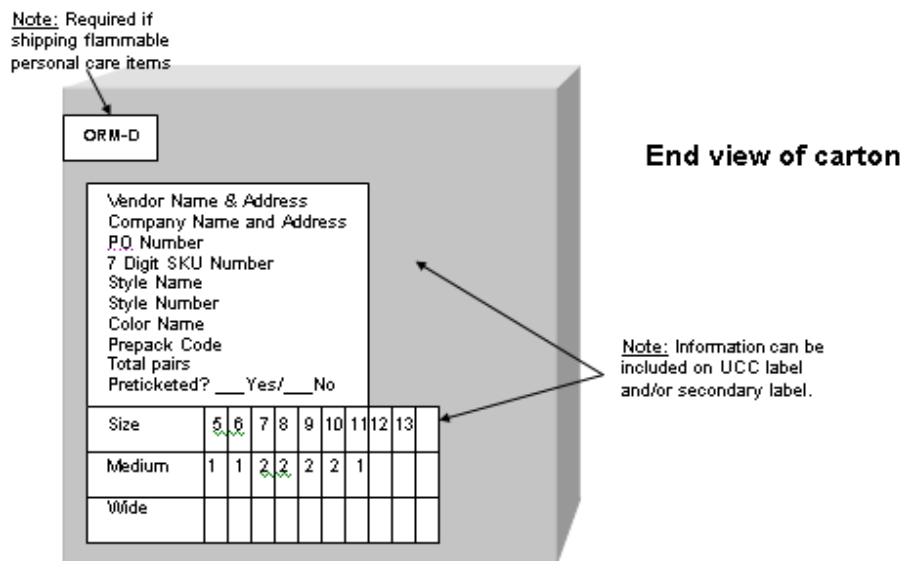 Note: Required if
shipping flammable
personal care items
ORM-D
End view of carton
Vendor Name & Address
Company Name and Address
P.O. Number
7 Digit SKU Number
Style Name
Style Number
Color Name
Prepack Code
Total pairs
Preticketed? ___Yes/___No
Note: Information can be
included on UCC label
and/or secondary label.
Size 5 6 7 8 9 10 11 12 13
Medium 1 1 2 2 2 2 1
Wide